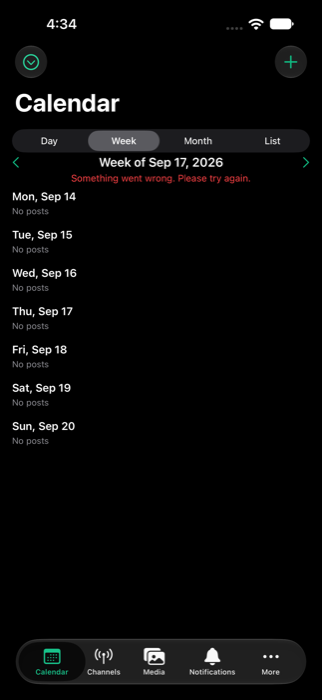 4:34
Calendar
Day Week Month List
Week of Sep 17, 2026
Something went wrong. Please try again.
Mon, Sep 14
No posts
Tue, Sep 15
No posts
Wed, Sep 16
No posts
Thu, Sep 17
No posts
Fri, Sep 18
No posts
Sat, Sep 19
No posts
Sun, Sep 20
No posts
Calendar Channels Media Notifications More